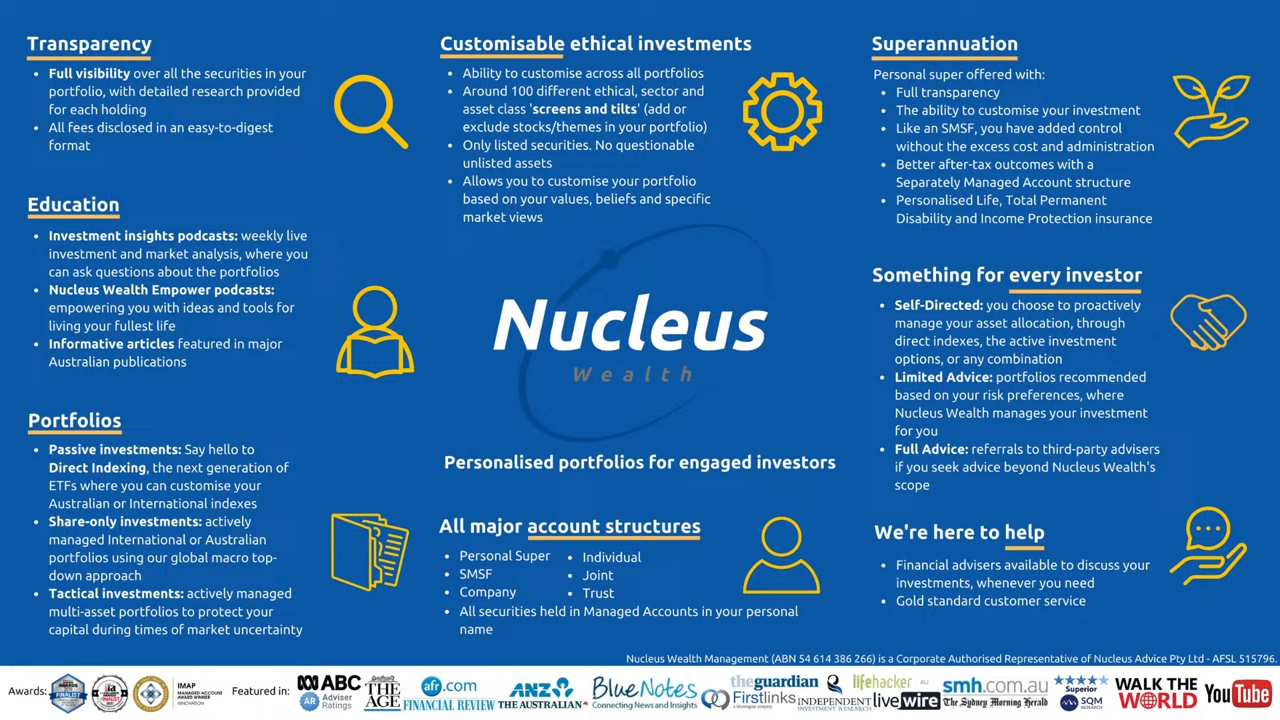 Transparency
Full visibility over all the securities in your
portfolio, with detailed research provided
for each holding
All fees disclosed in an easy-to-digest
format
Education
Investment insights podcasts: weekly live
investment and market analysis, where you
can ask questions about the portfolios
Nucleus Wealth Empower podcasts:
empowering you with ideas and tools for
living your fullest life
Informative articles featured in major
Australian publications
Portfolios
Passive investments: Say hello to
Direct Indexing, the next generation of
ETFs where you can customise your
Australian or International indexes
Share-only investments: actively
managed International or Australian
portfolios using our global macro top-
down approach
Tactical investments: actively managed
multi-asset portfolios to protect your
capital during times of market uncertainty
Customisable ethical investments
Ability to customise across all portfolios
Around 100 different ethical, sector and
asset class 'screens and tilts' (add or
exclude stocks/themes in your portfolio)
Only listed securities. No questionable
unlisted assets
Allows you to customise your portfolio
based on your values, beliefs and specific
market views
Nucleus
Wealth
Personalised portfolios for engaged investors
All major account structures
Personal Super
SMSF
Company
Individual
Joint
Trust
All securities held in Managed Accounts in your personal
name
Superannuation
Personal super offered with:
Full transparency
The ability to customise your investment
Like an SMSF, you have added control
without the excess cost and administration
Better after-tax outcomes with a
Separately Managed Account structure
Personalised Life, Total Permanent
Disability and Income Protection insurance
Something for every investor
Self-Directed: you choose to proactively
manage your asset allocation, through
direct indexes, the active investment
options, or any combination
Limited Advice: portfolios recommended
based on your risk preferences, where
Nucleus Wealth manages your investment
for you
Full Advice: referrals to third-party advisers
if you seek advice beyond Nucleus Wealth's
scope
We're here to help
Financial advisers available to discuss your
investments, whenever you need
Gold standard customer service
Nucleus Wealth Management (ABN 54 614 386 266) is a Corporate Authorised Representative of Nucleus Advice Pty Ltd - AFSL 515796.
Awards:
FINALIST
IMAP
MANAGED ACCOUNT
AWARD WINNER
INNOVATION
Featured in:
ABC
AR Adviser
Ratings
THE
AGE
afr.com
FINANCIAL REVIEW
ANZ
THE AUSTRALIAN
BLUENOTES
Connecting News and Insights
theguardian
Firstlinks
INDEPENDENT
INVESTMENT RESEARCH
lifehacker AU
livewire
smh.com.au
The Sydney Morning Herald
Superior
SQM
RESEARCH
WALK THE
WORLD
YouTube